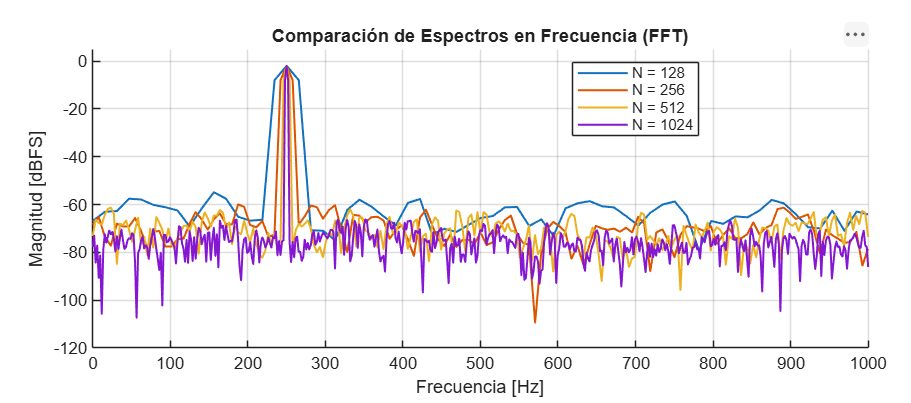 Comparación de Espectros en Frecuencia (FFT)
Magnitud [dBFS]
0
-20
-40
-60
-80
-100
-120
N = 128
N = 256
N = 512
N = 1024
0 100 200 300 400 500 600 700 800 900 1000
Frecuencia [Hz]